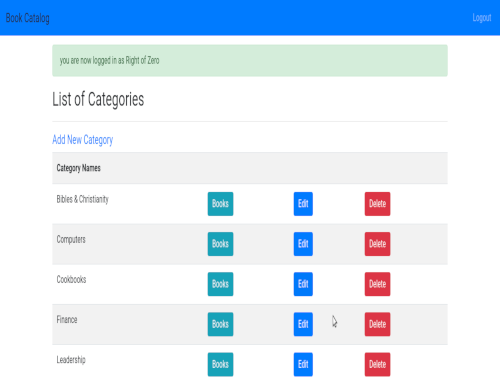 Book Catalog Logout
you are now logged in as Right of Zero
List of Categories
Add New Category
Category Names
Bibles & Christianity Books Edit Delete
Computers Books Edit Delete
Cookbooks Books Edit Delete
Finance Books Edit Delete
Leadership Books Edit Delete